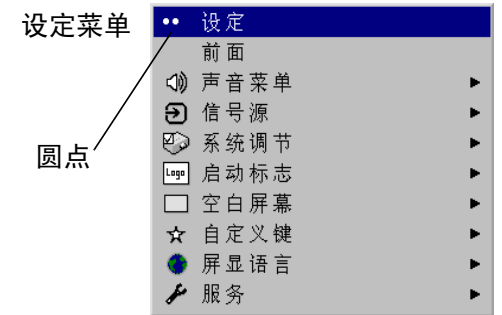 设定菜单
设定
前面
声音菜单
圆点
信号源
系统调节
Logo 启动标志
空白屏幕
自定义键
屏显语言
服务